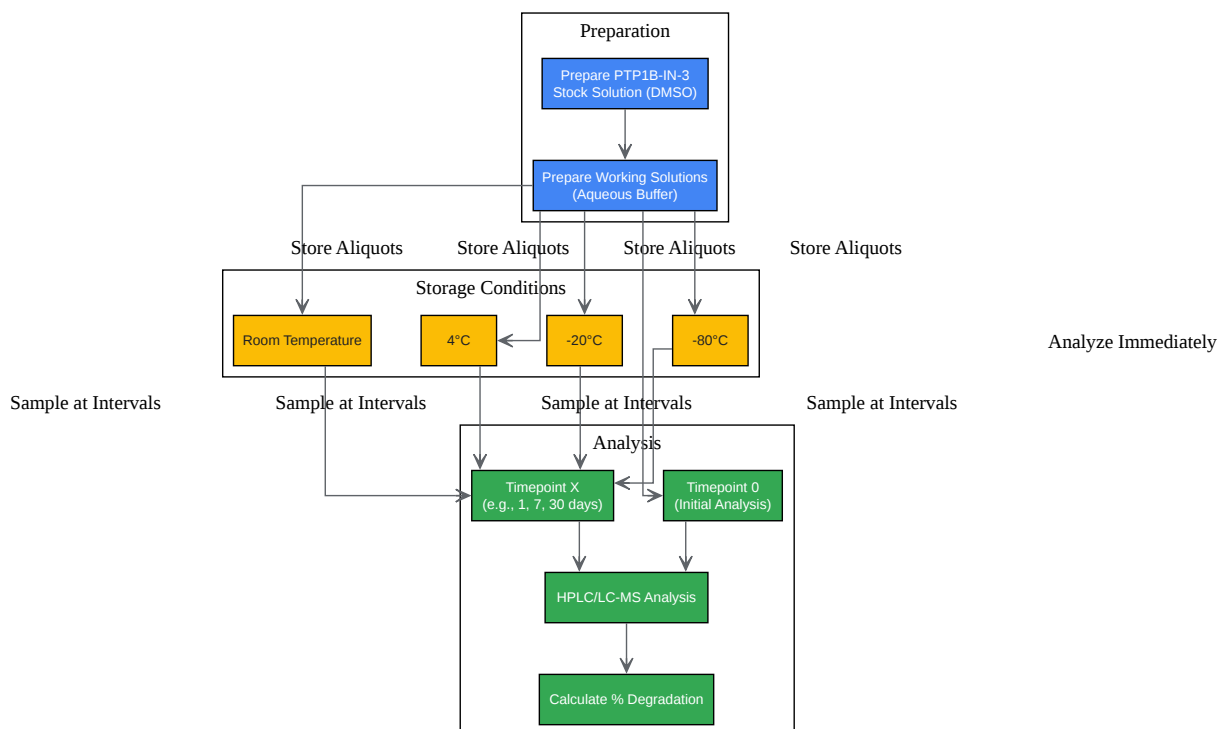 Preparation
Prepare PTP1B-IN-3
Stock Solution (DMSO)
Prepare Working Solutions
(Aqueous Buffer)
Store Aliquots
Store Aliquots
Store Aliquots
Store Aliquots
Storage Conditions
Room Temperature
4°C
-20°C
-80°C
Analyze Immediately
Sample at Intervals
Sample at Intervals
Sample at Intervals
Sample at Intervals
Analysis
Timepoint X
(e.g., 1, 7, 30 days)
Timepoint 0
(Initial Analysis)
HPLC/LC-MS Analysis
Calculate % Degradation